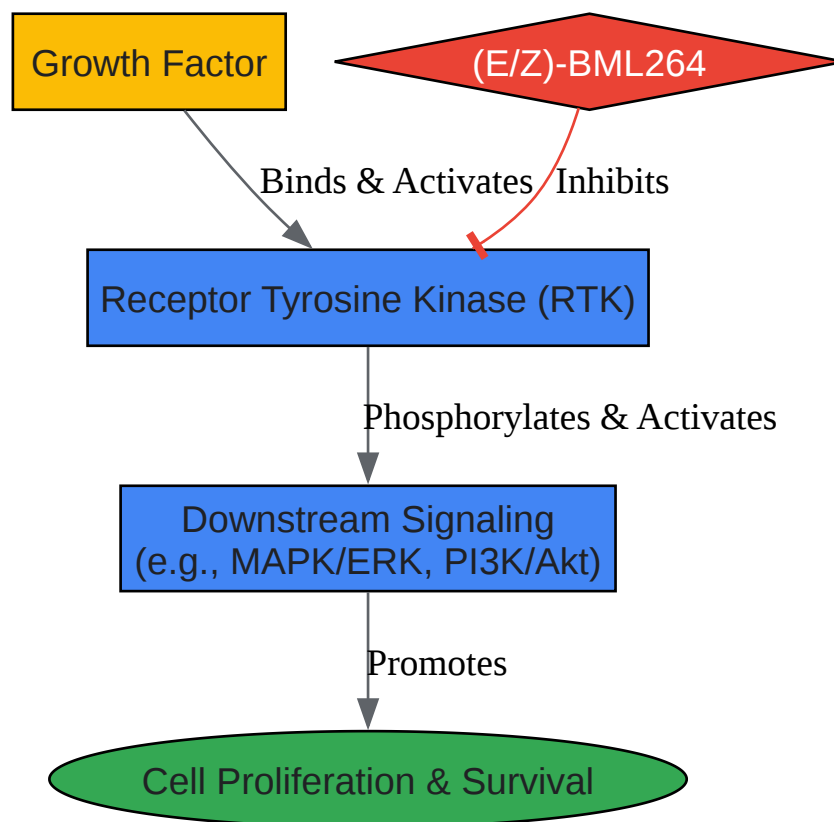 Growth Factor
(E/Z)-BML264
Binds & Activates
Inhibits
Receptor Tyrosine Kinase (RTK)
Phosphorylates & Activates
Downstream Signaling
(e.g., MAPK/ERK, PI3K/Akt)
Promotes
Cell Proliferation & Survival